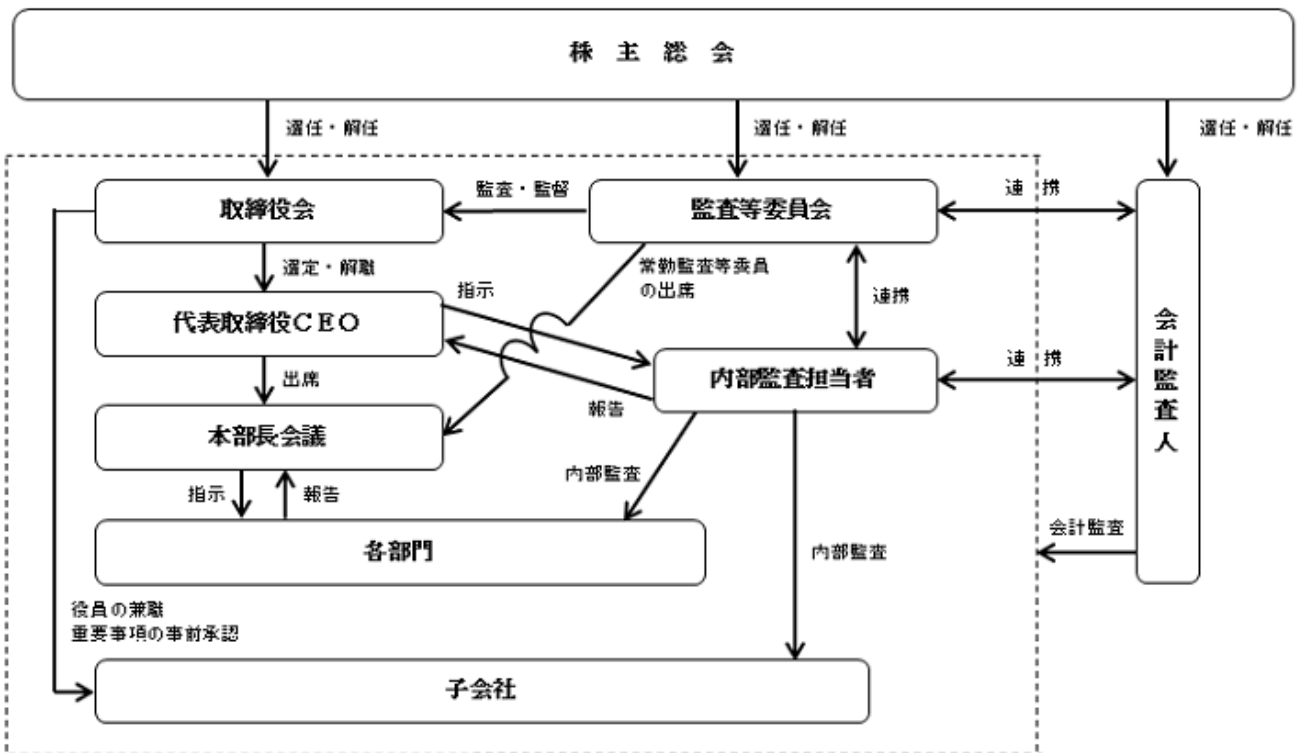 株 主 総 会
選任・解任
選任・解任
選任・解任
取締役会
監査・監督
監査等委員会
連 携
選定・解職
常勤監査等委員
の出席
連携
指示
代表取締役CEO
会計監査人
内部監査担当者
連 携
出席
報告
本部長会議
内部監査
指示
報告
会計監査
各部門
内部監査
役員の兼職
重要事項の事前承認
子会社